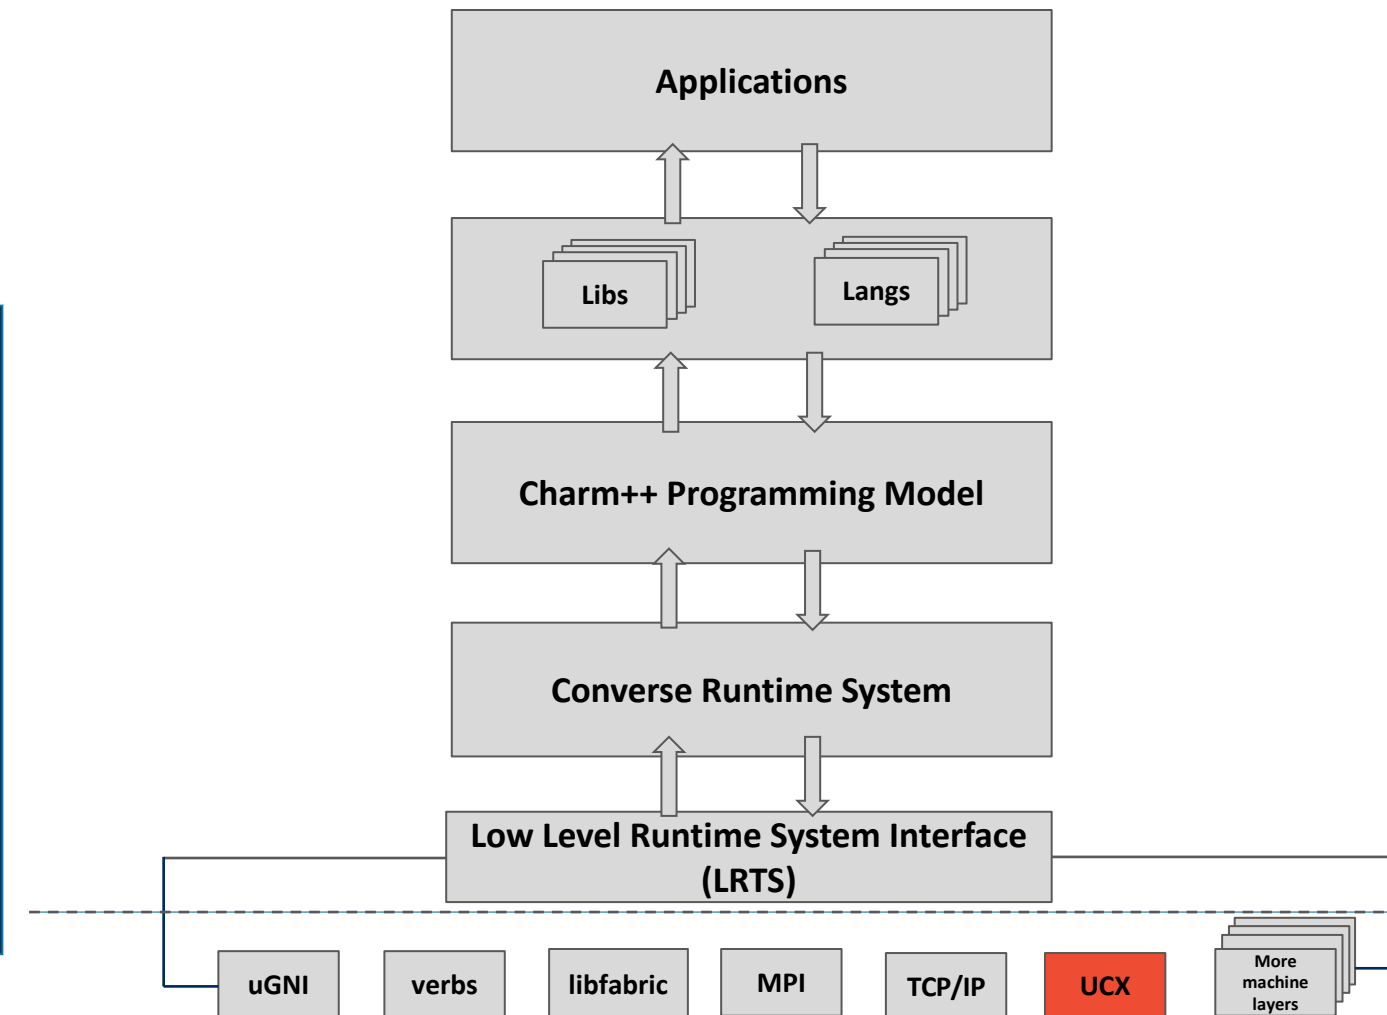 Applications
Libs
Langs
Charm++ Programming Model
Converse Runtime System
Low Level Runtime System Interface
(LRTS)
uGNI
verbs
libfabric
MPI
TCP/IP
UCX
More
machine
layers